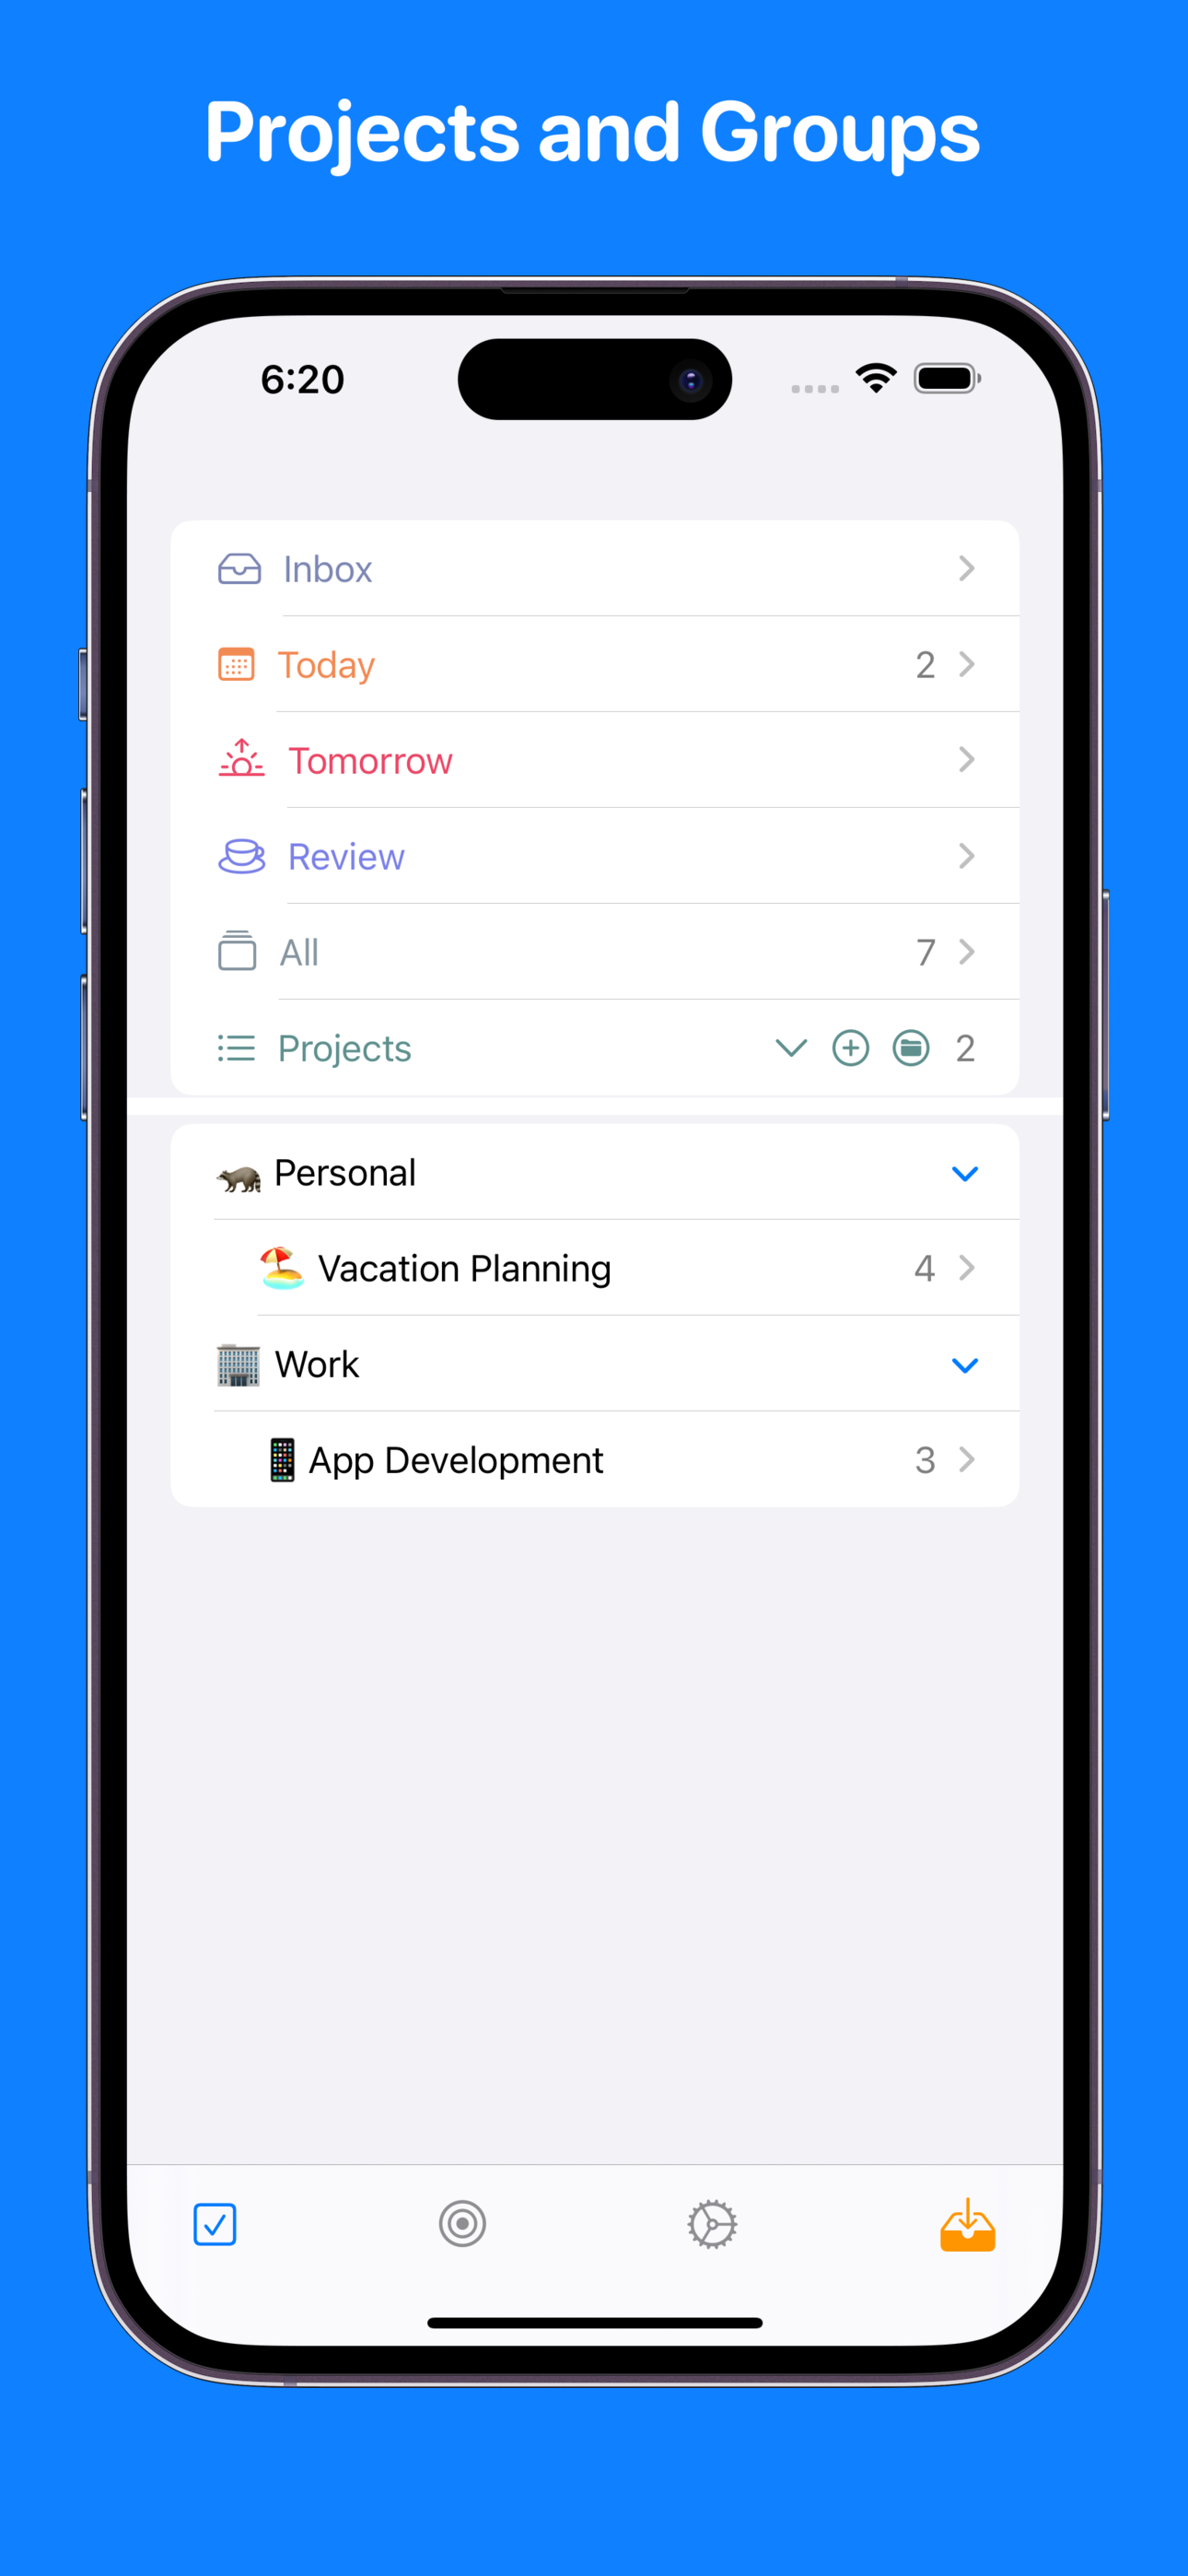 Projects and Groups
6:20
Inbox
Today 2
Tomorrow
Review
All 7
Projects 2
Personal
Vacation Planning 4
Work
App Development 3